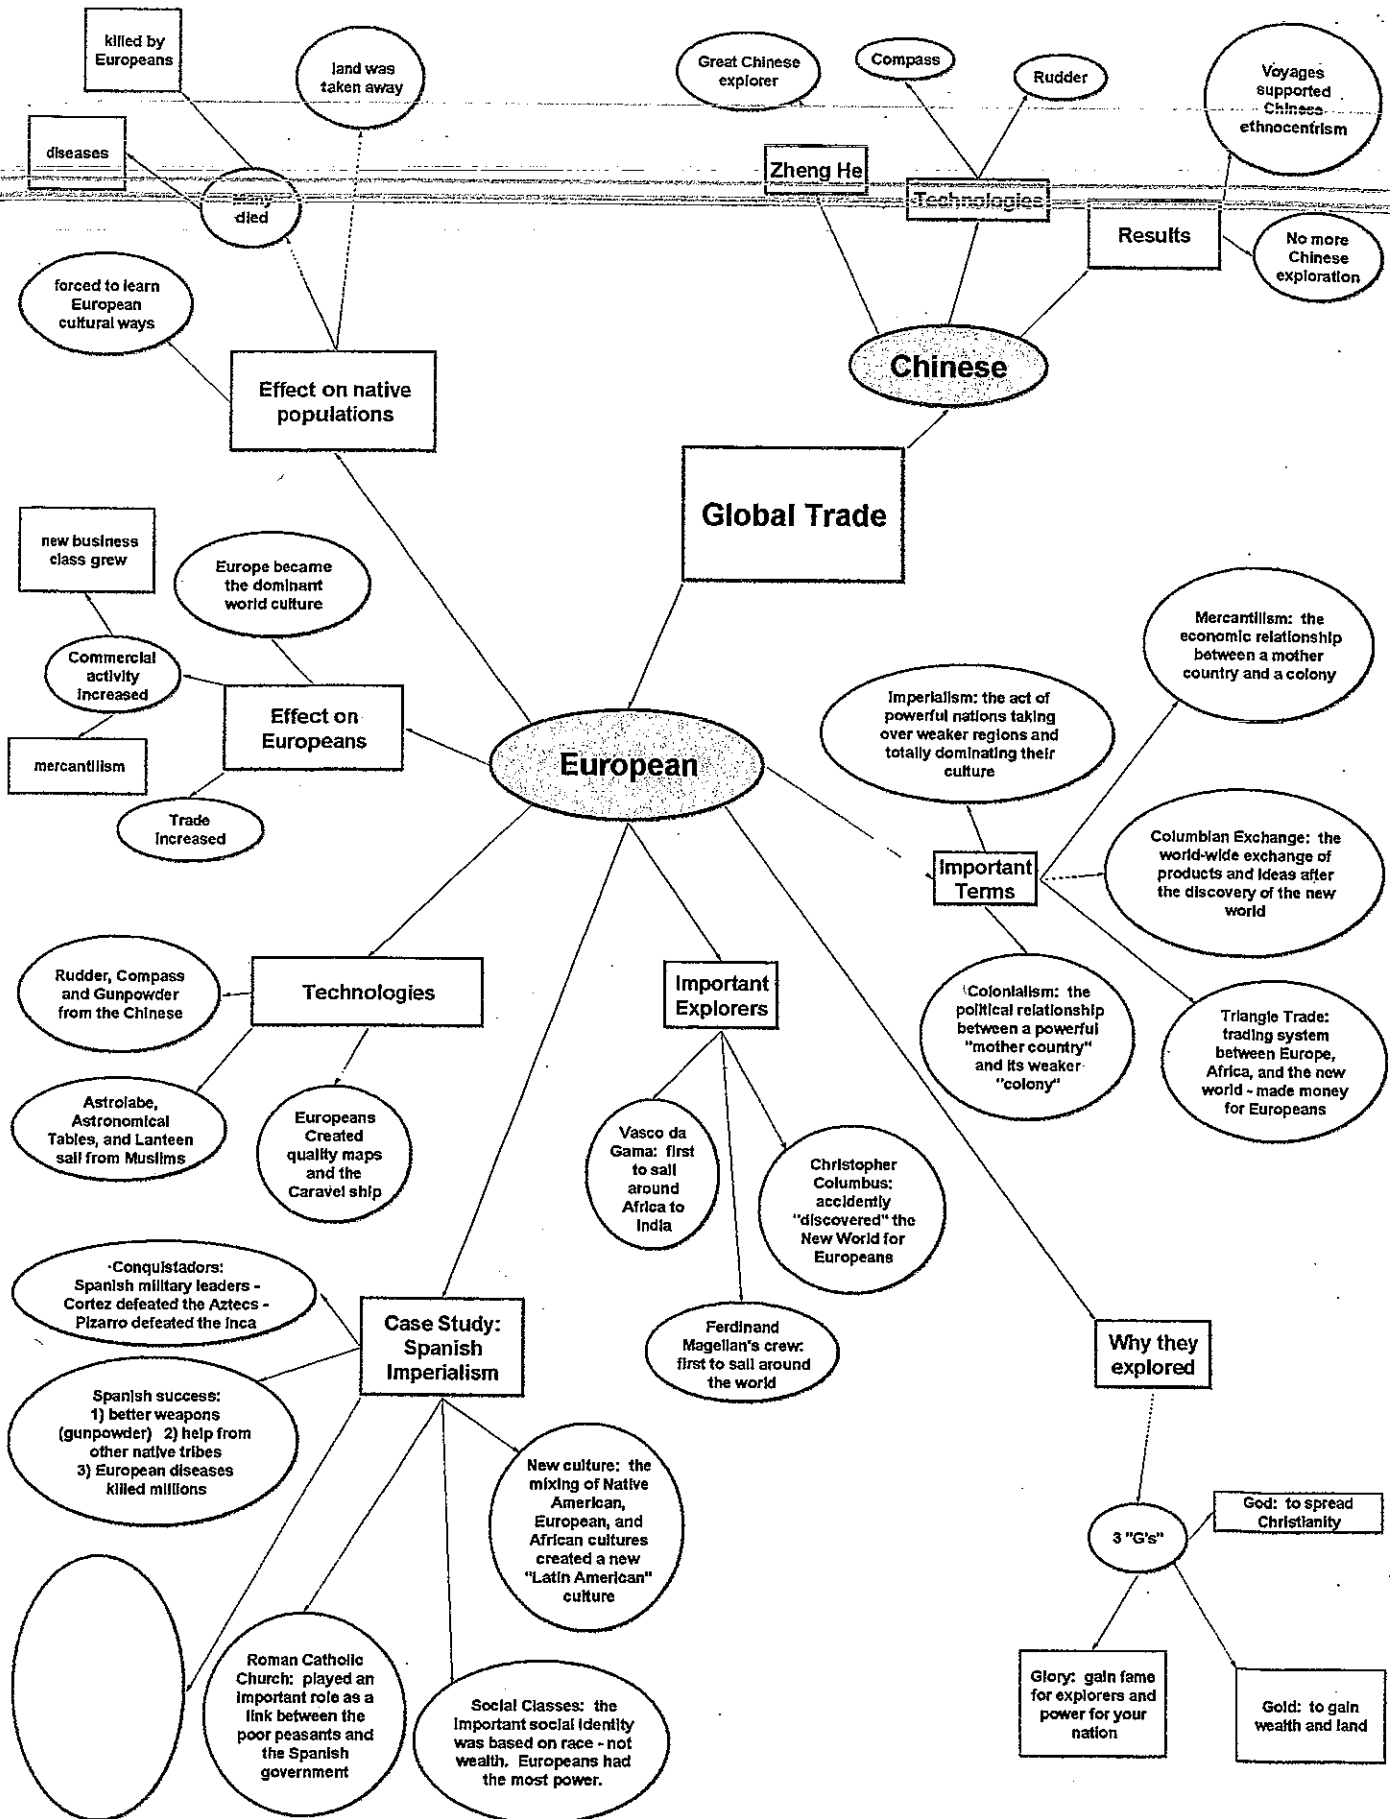 killed by
Europeans
land was
taken away
diseases
Many
died
forced to learn
European
cultural ways
Effect on native
populations
Great Chinese
explorer
Compass
Rudder
Voyages
supported
Chinese
ethnocentrism
Zheng He
Technologies
Results
No more
Chinese
exploration
Chinese
Global Trade
new business
class grew
Europe became
the dominant
world culture
Commercial
activity
increased
Effect on
Europeans
mercantilism
Trade
increased
European
Mercantilism: the
economic relationship
between a mother
country and a colony
Imperialism: the act of
powerful nations taking
over weaker regions and
totally dominating their
culture
Important
Terms
Columbian Exchange: the
world-wide exchange of
products and ideas after
the discovery of the new
world
Colonialism: the
political relationship
between a powerful
"mother country"
and its weaker
"colony"
Triangle Trade:
trading system
between Europe,
Africa, and the new
world - made money
for Europeans
Rudder, Compass
and Gunpowder
from the Chinese
Technologies
Astrolabe,
Astronomical
Tables, and Lanteen
sail from Muslims
Europeans
Created
quality maps
and the
Caravel ship
Important
Explorers
Vasco da
Gama: first
to sail
around
Africa to
India
Christopher
Columbus:
accidently
"discovered" the
New World for
Europeans
Ferdinand
Magellan's crew:
first to sail around
the world
Conquistadors:
Spanish military leaders -
Cortez defeated the Aztecs -
Pizarro defeated the Inca
Case Study:
Spanish
Imperialism
Spanish success:
1) better weapons
(gunpowder) 2) help from
other native tribes
3) European diseases
killed millions
New culture: the
mixing of Native
American,
European, and
African cultures
created a new
"Latin American"
culture
Roman Catholic
Church: played an
important role as a
link between the
poor peasants and
the Spanish
government
Social Classes: the
important social identity
was based on race - not
wealth. Europeans had
the most power.
Why they
explored
3 "G's"
God: to spread
Christianity
Glory: gain fame
for explorers and
power for your
nation
Gold: to gain
wealth and land